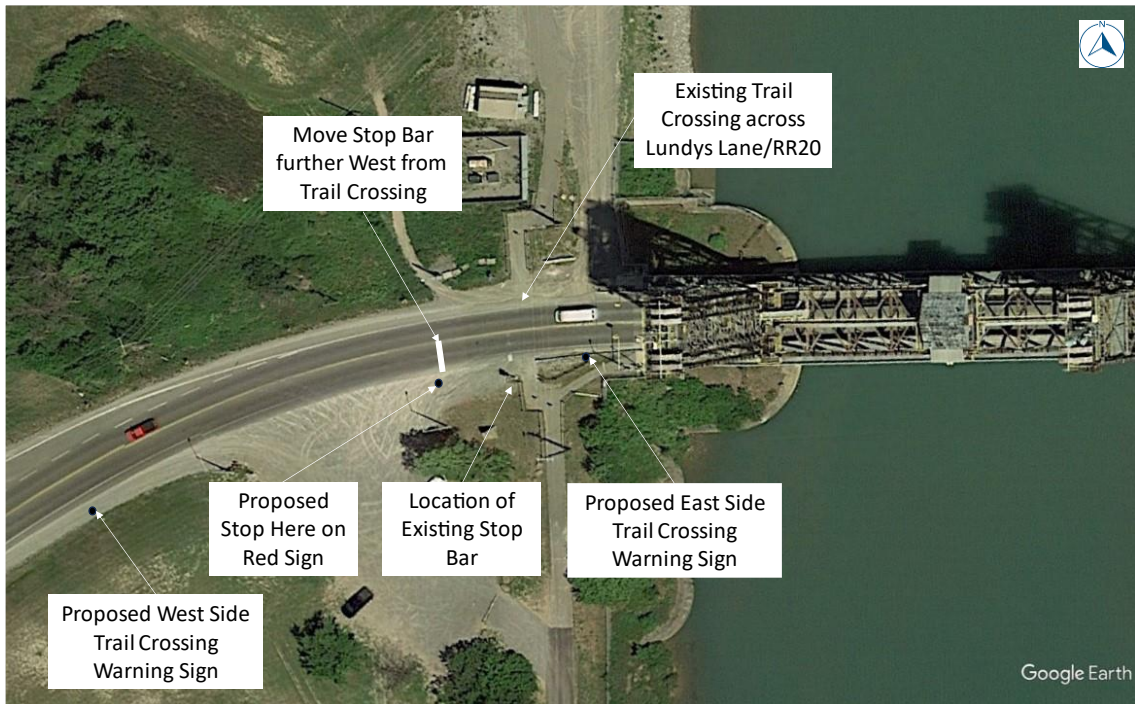 N
Existing Trail
Crossing across
Lundys Lane/RR20
Move Stop Bar
further West from
Trail Crossing
Proposed
Stop Here on
Red Sign
Location of
Existing Stop
Bar
Proposed East Side
Trail Crossing
Warning Sign
Proposed West Side
Trail Crossing
Warning Sign
Google Earth